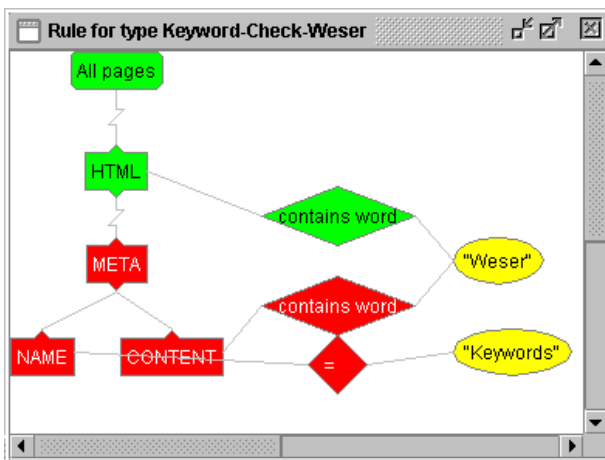 Rule for type Keyword-Check-Weser
All pages
HTML
contains word
"Weser"
META
contains word
NAME
CONTENT
=
"Keywords"